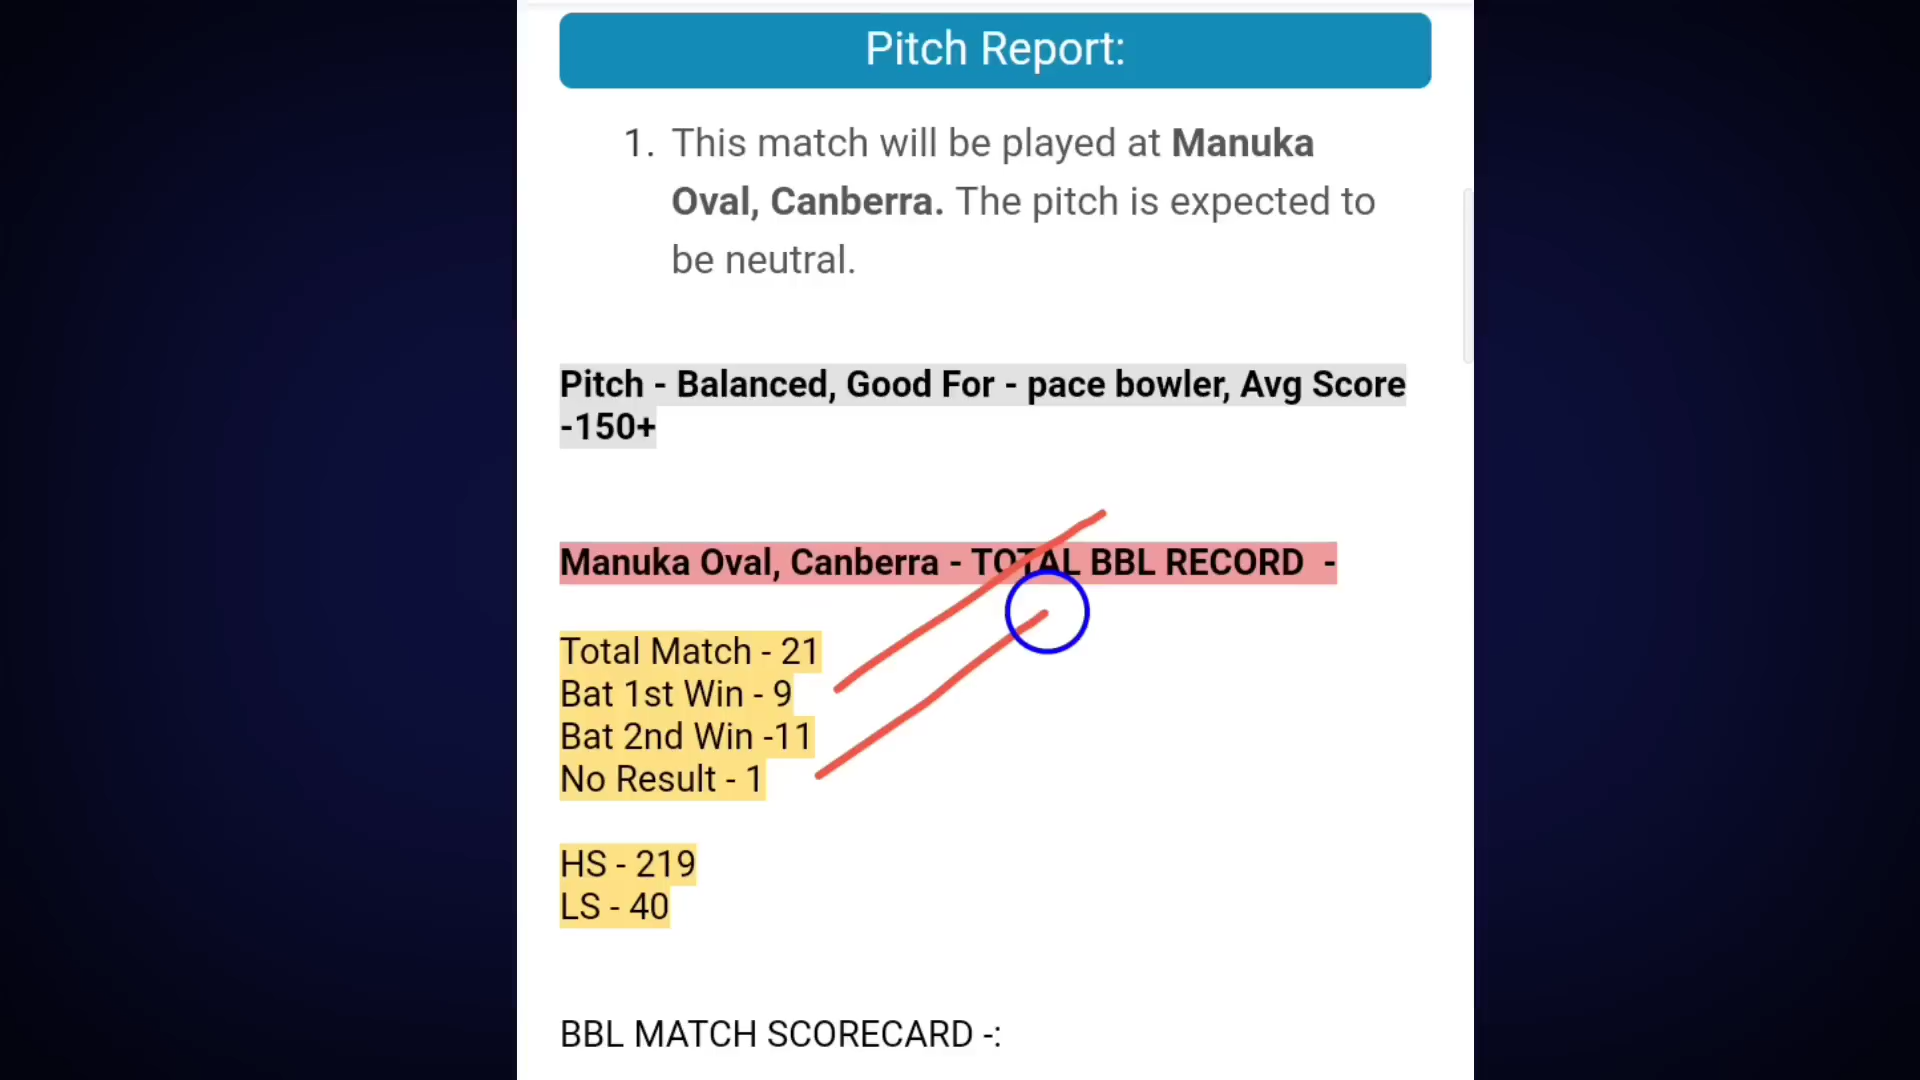 Pitch Report:
1. This match will be played at Manuka
Oval, Canberra. The pitch is expected to
be neutral.
Pitch - Balanced, Good For - pace bowler, Avg Score
-150+
Manuka Oval, Canberra - TOTAL BBL RECORD -
Total Match - 21
Bat 1st Win - 9
Bat 2nd Win -11
No Result - 1
HS - 219
LS - 40
BBL MATCH SCORECARD -: